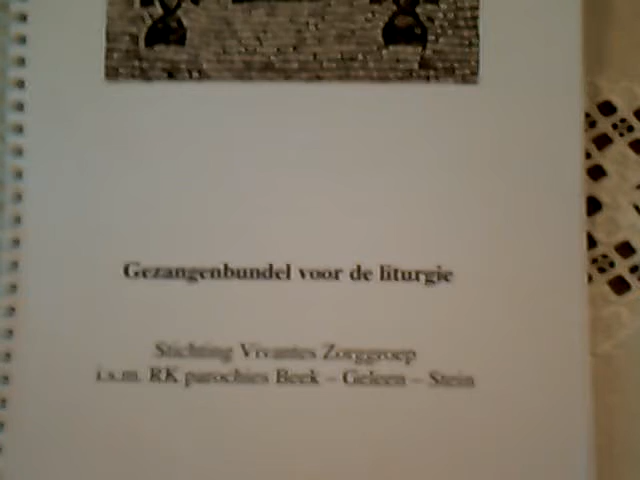 Gezangenbundel voor de liturgie
Stichting Vivantes Zorggroep
i.s.m. RK parochies Beek – Geleen – Stein